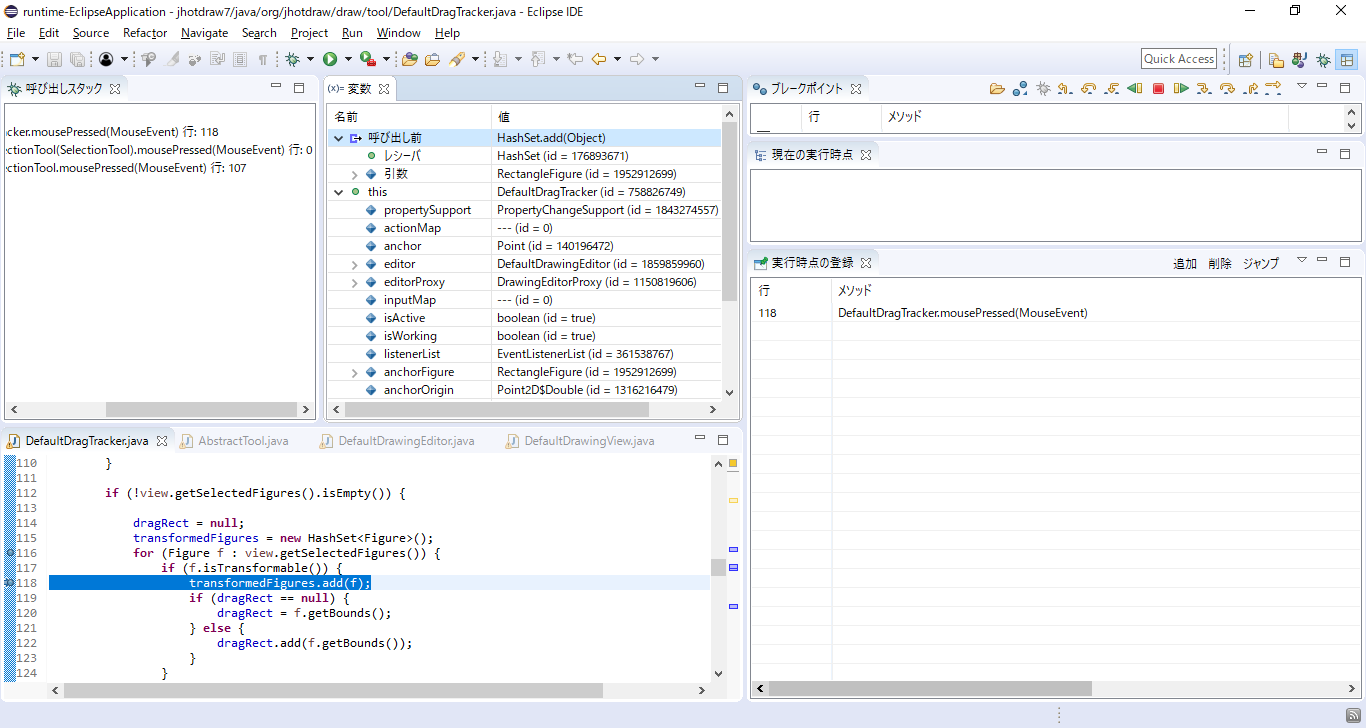 runtime-EclipseApplication - jhotdraw7/java/org/jhotdraw/draw/tool/DefaultDragTracker.java - Eclipse IDE
File Edit Source Refactor Navigate Search Project Run Window Help
Quick Access
呼び出しスタック
acker.mousePressed(MouseEvent) 行: 118
ectionTool(SelectionTool).mousePressed(MouseEvent) 行: 0
ectionTool.mousePressed(MouseEvent) 行: 107
(x)= 変数
名前 値
呼び出し前 HashSet.add(Object)
レシーバ HashSet (id = 176893671)
引数 RectangleFigure (id = 1952912699)
this DefaultDragTracker (id = 758826749)
propertySupport PropertyChangeSupport (id = 1843274557)
actionMap --- (id = 0)
anchor Point (id = 140196472)
editor DefaultDrawingEditor (id = 1859859960)
editorProxy DrawingEditorProxy (id = 1150819606)
inputMap --- (id = 0)
isActive boolean (id = true)
isWorking boolean (id = true)
listenerList EventListenerList (id = 361538767)
anchorFigure RectangleFigure (id = 1952912699)
anchorOrigin Point2D$Double (id = 1316216479)
ブレークポイント
行 メソッド
現在の実行時点
実行時点の登録 追加 削除 ジャンプ
行 メソッド
118 DefaultDragTracker.mousePressed(MouseEvent)
DefaultDragTracker.java AbstractTool.java DefaultDrawingEditor.java DefaultDrawingView.java
110 }
111
112 if (!view.getSelectedFigures().isEmpty()) {
113
114 dragRect = null;
115 transformedFigures = new HashSet<Figure>();
116 for (Figure f : view.getSelectedFigures()) {
117 if (f.isTransformable()) {
118 transformedFigures.add(f);
119 if (dragRect == null) {
120 dragRect = f.getBounds();
121 } else {
122 dragRect.add(f.getBounds());
123 }
124 }